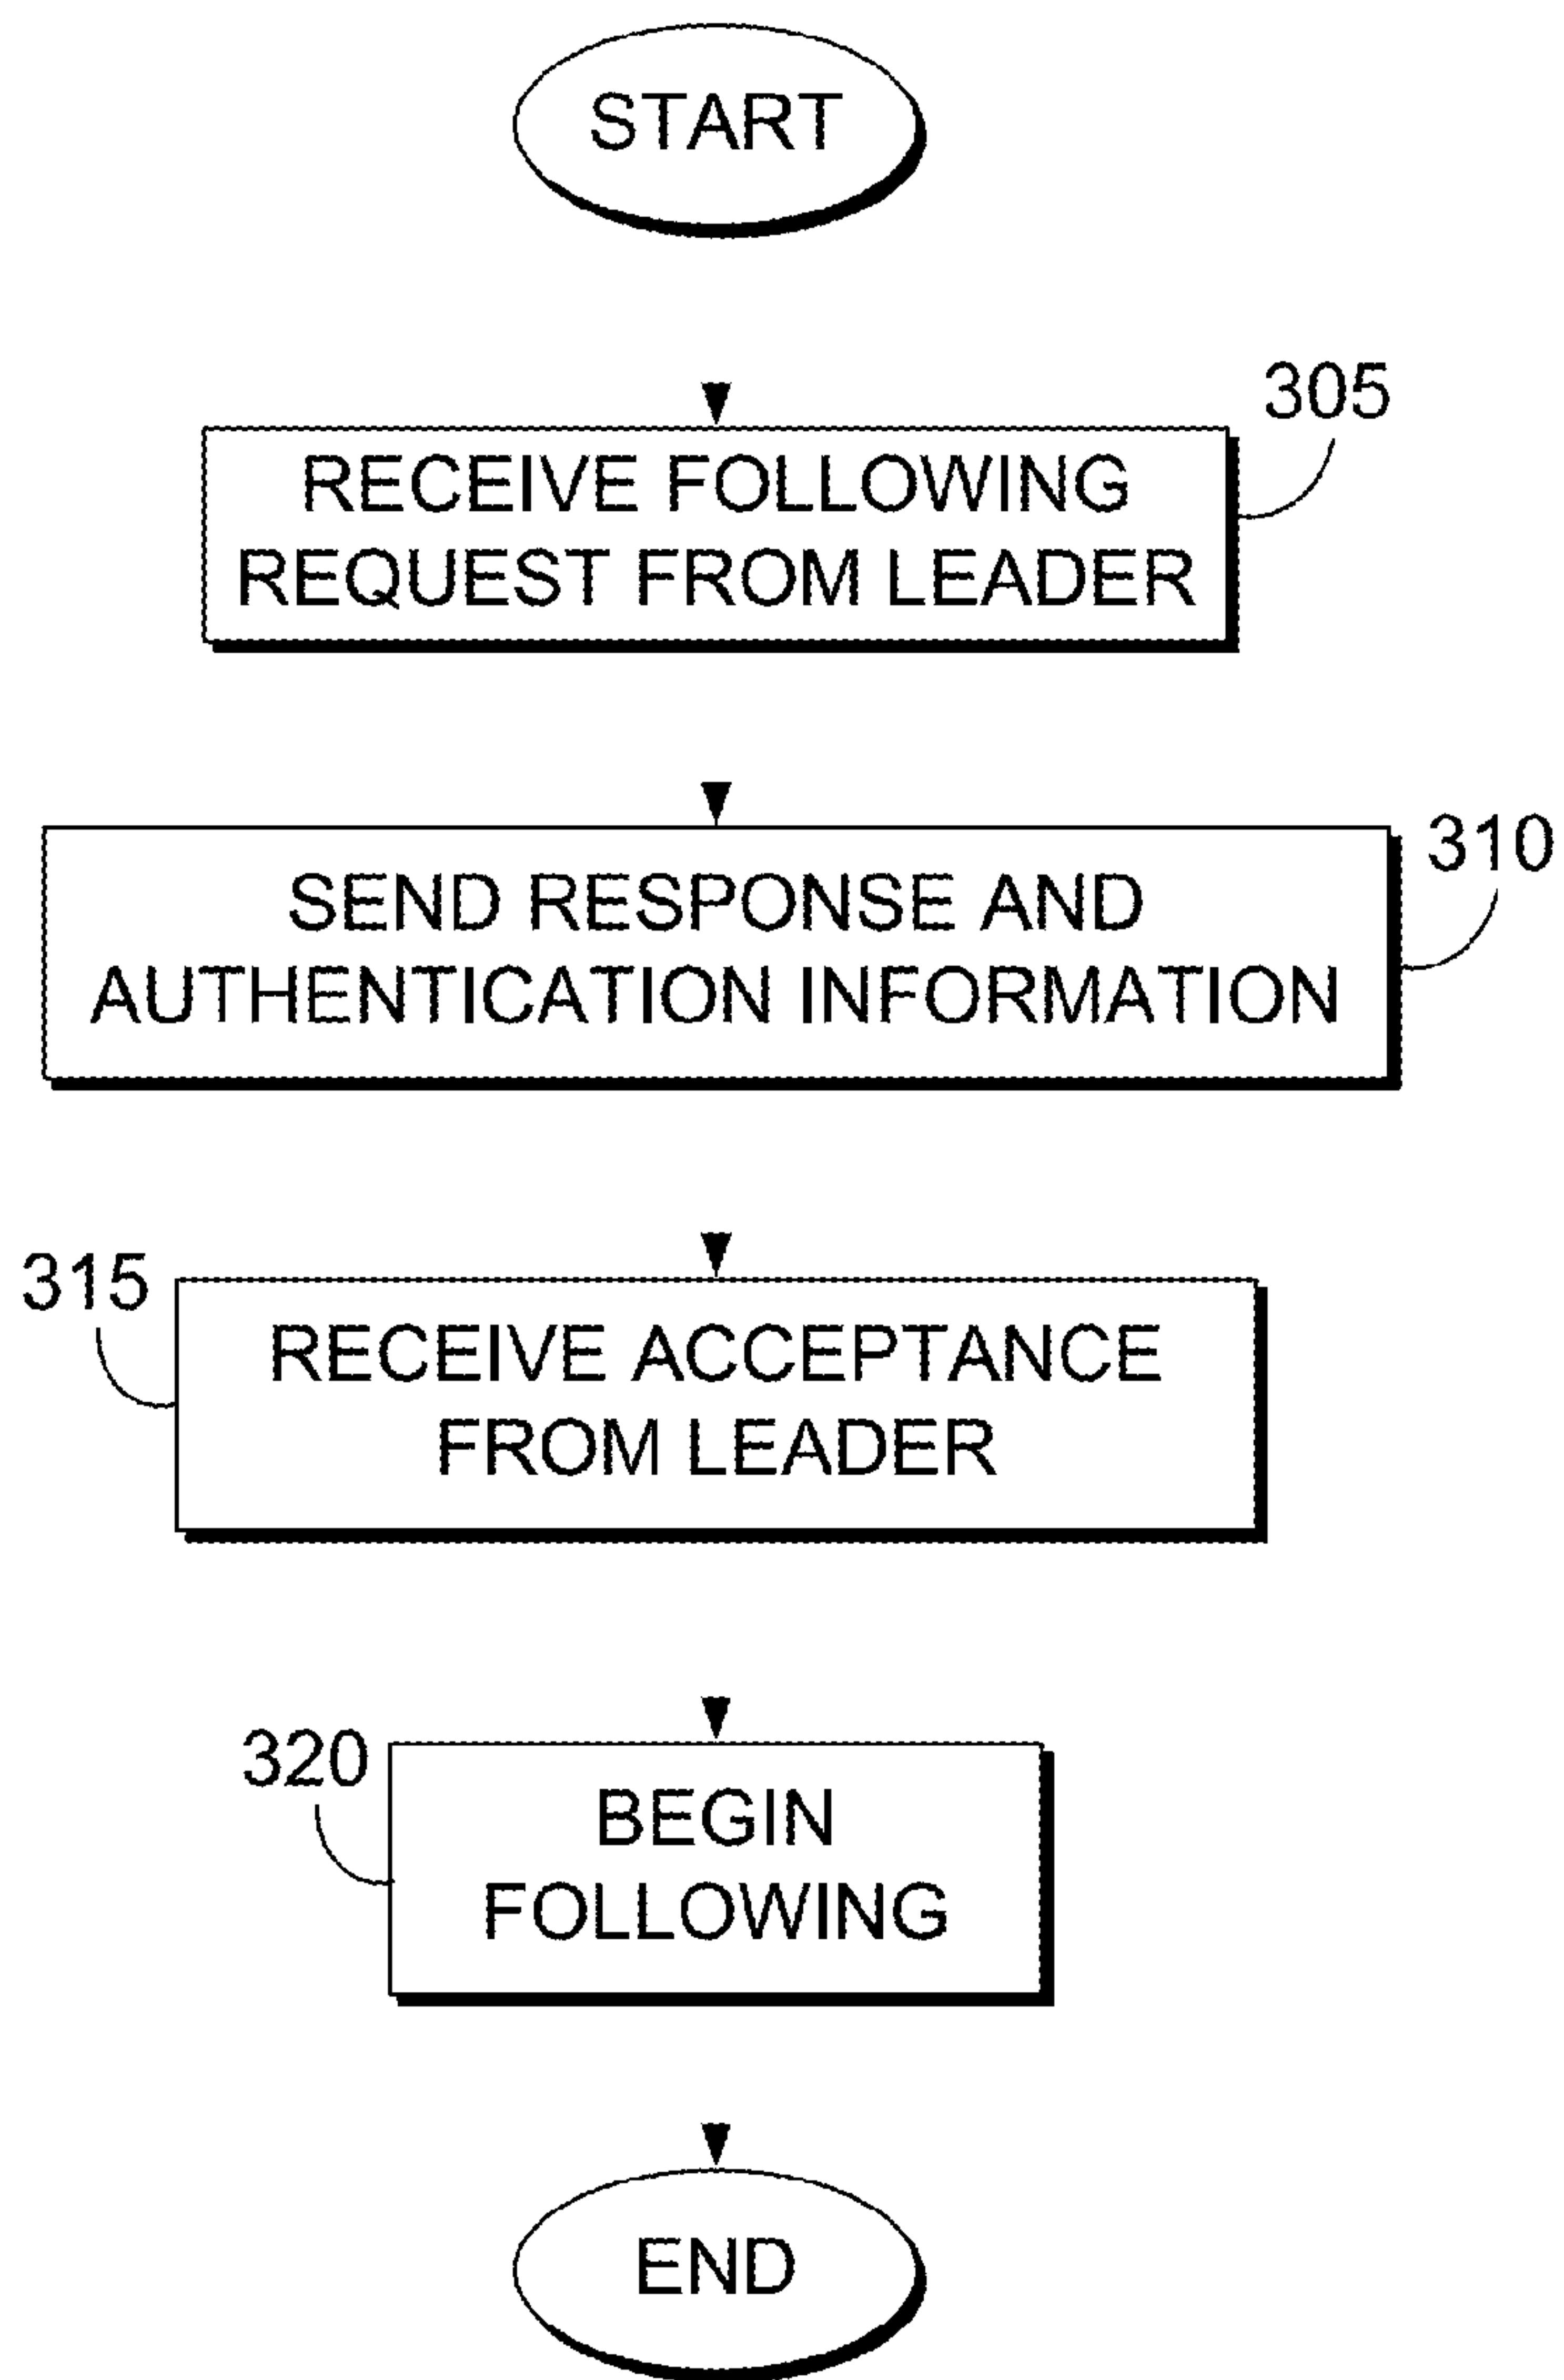 START
305
RECEIVE FOLLOWING
REQUEST FROM LEADER
310
SEND RESPONSE AND
AUTHENTICATION INFORMATION
315
RECEIVE ACCEPTANCE
FROM LEADER
320
BEGIN
FOLLOWING
END